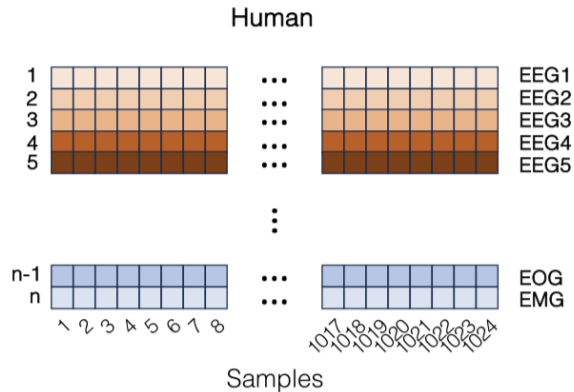 Human
1 ... EEG1
2 ... EEG2
3 ... EEG3
4 ... EEG4
5 ... EEG5
n-1 ... EOG
n ... EMG
1 2 3 4 5 6 7 8 1017 1018 1019 1020 1021 1022 1023 1024
Samples